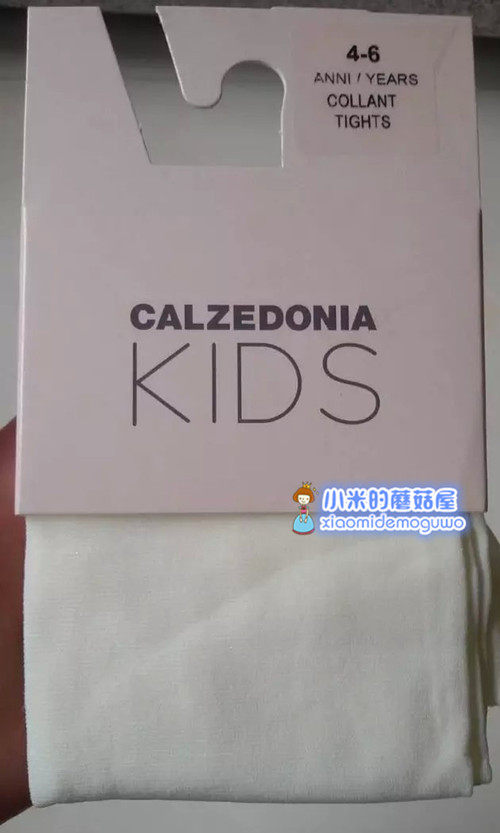 4-6
ANNI / YEARS
COLLANT
TIGHTS
CALZEDONIA
KIDS
小米的蘑菇屋
xiaomidemoguwo